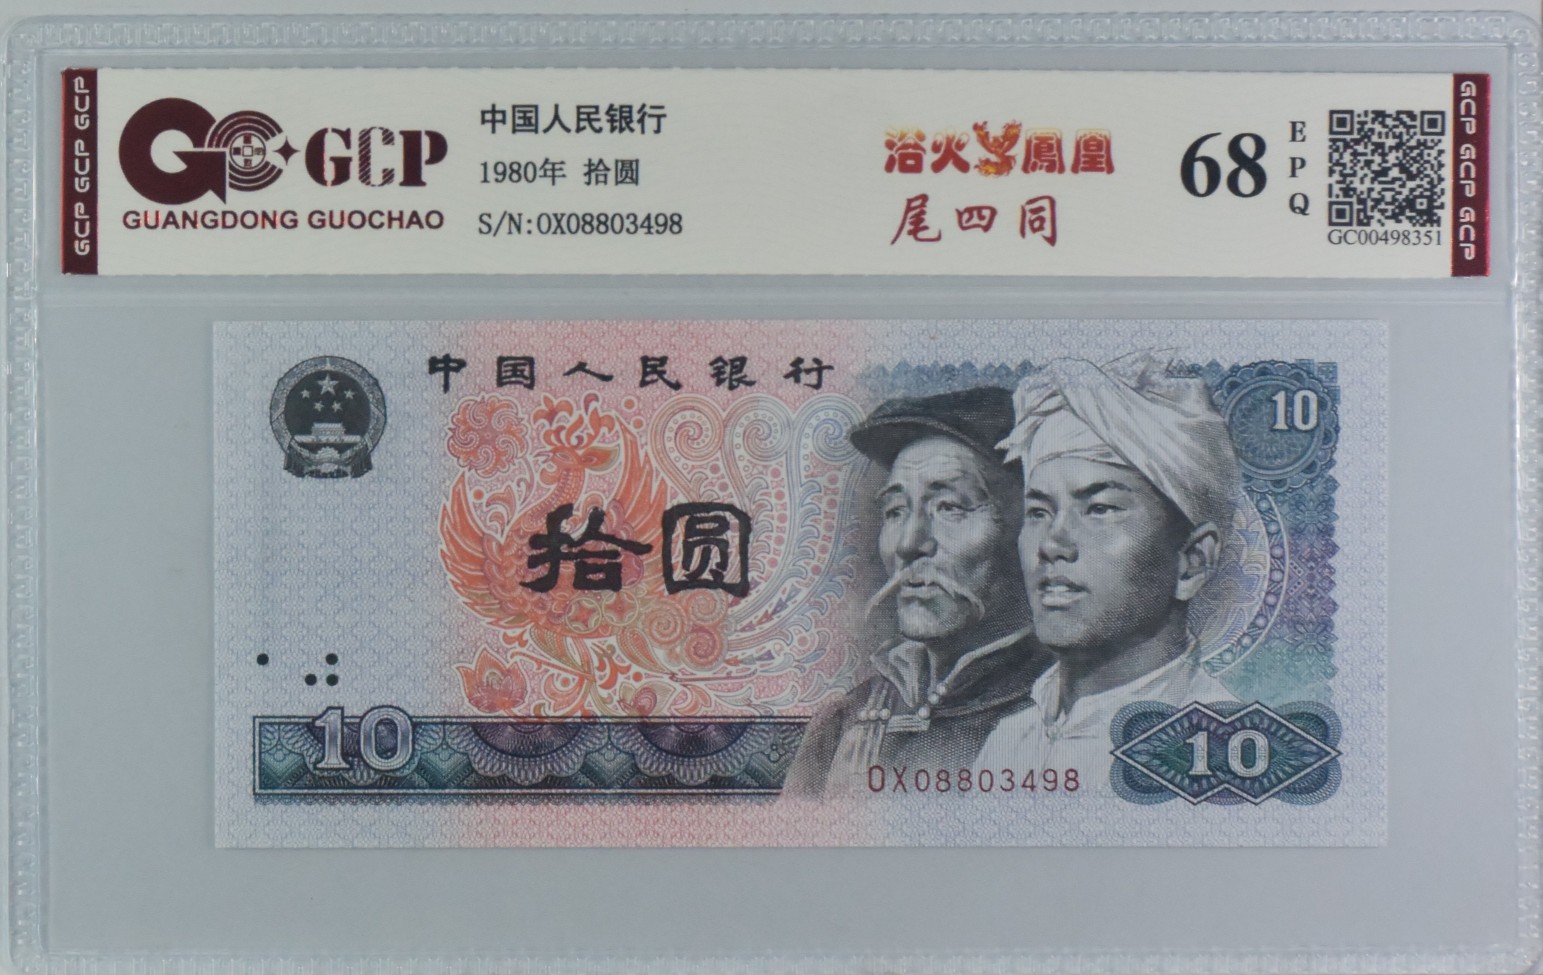 GCP GCP GCP
GCP
GUANGDONG GUOCHAO
中国人民银行
1980年 拾圆
S/N:OX08803498
浴火鳳凰
尾四同
68
EPQ
GC00498351
GCP GCP GCP
中国人民银行
10
拾圆
10
OX08803498
10